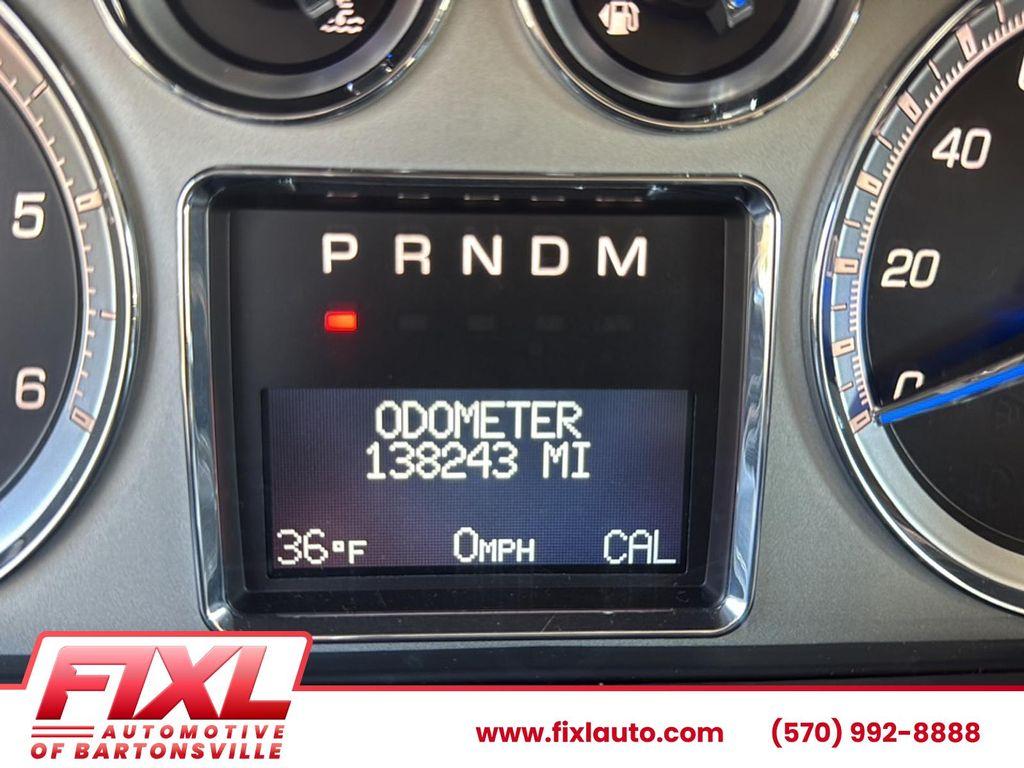 5
6
40
20
0
P R N D M
ODOMETER
138243 MI
36°F 0MPH CAL
FIXL
AUTOMOTIVE
OF BARTONSVILLE
www.fixlauto.com (570) 992-8888